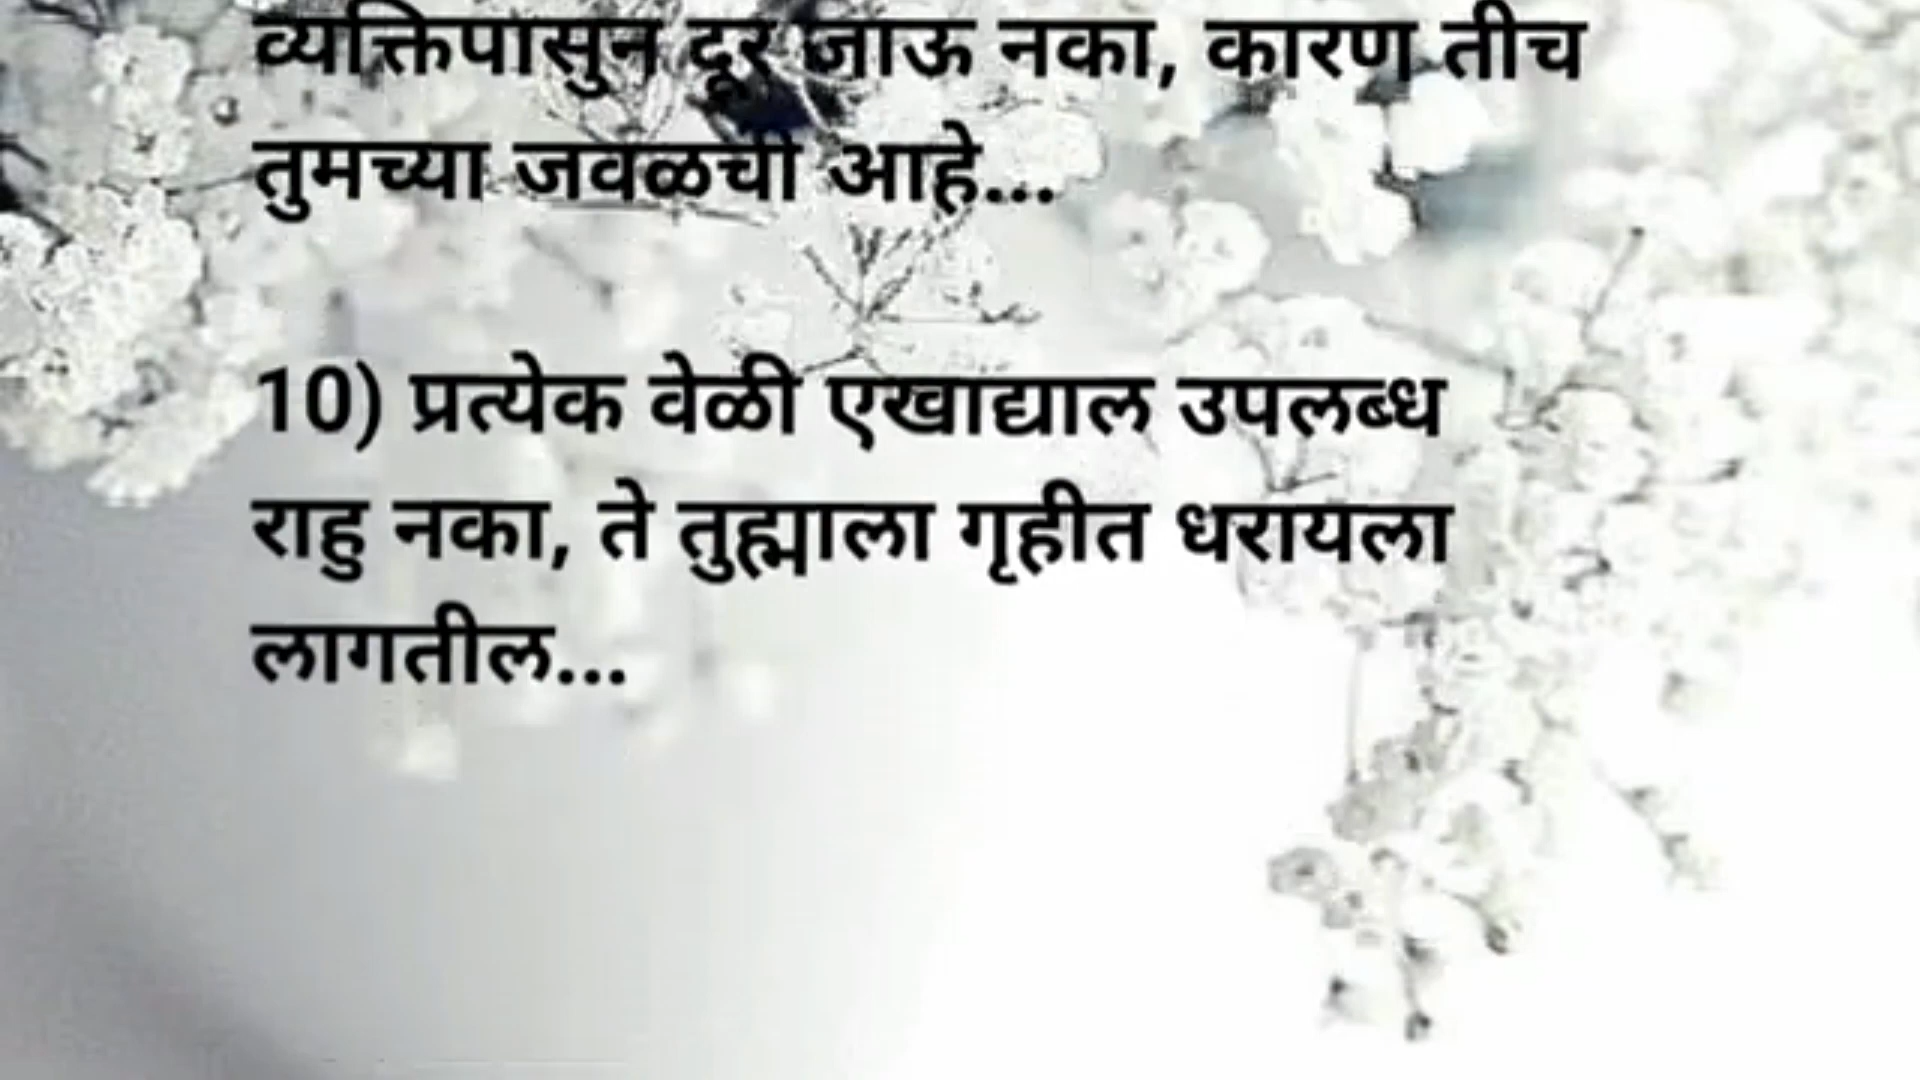 व्यक्तिपासुन दूर जाऊ नका, कारण तीच
तुमच्या जवळची आहे...
10) प्रत्येक वेळी एखाद्याल उपलब्ध
राहु नका, ते तुह्माला गृहीत धरायला
लागतील...